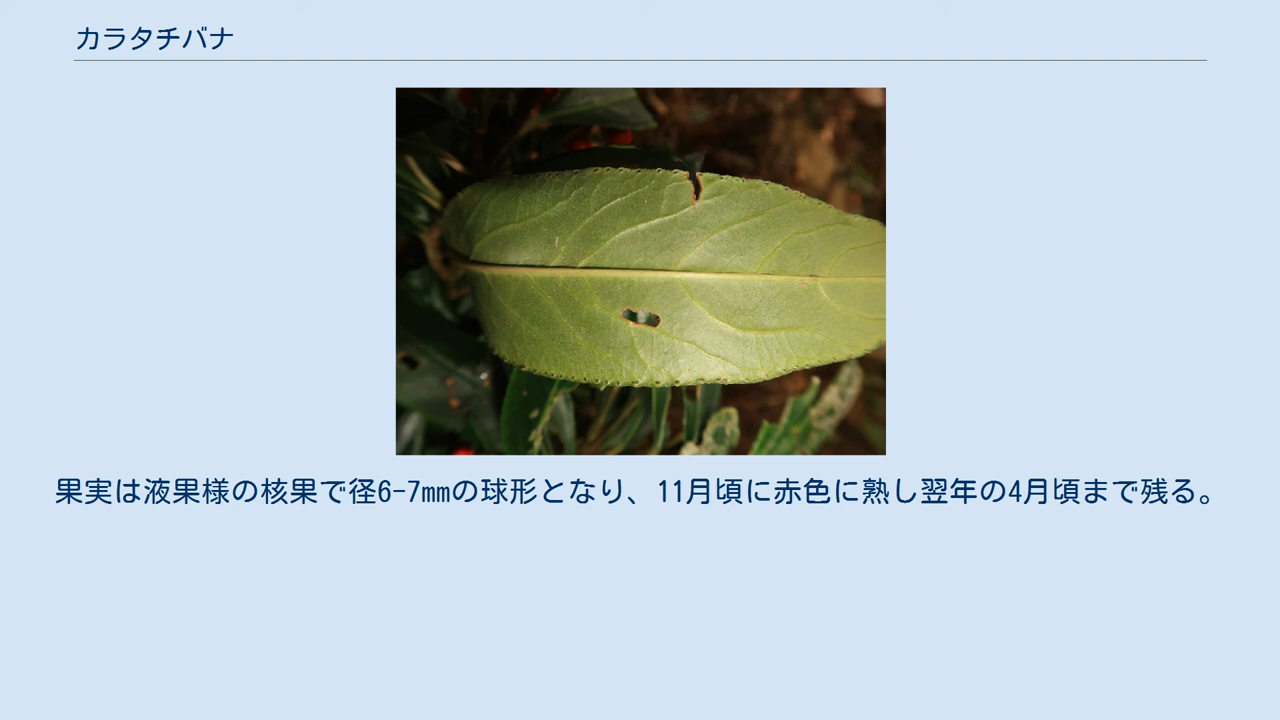 カラタチバナ
果実は液果様の核果で径6-7mmの球形となり、11月頃に赤色に熟し翌年の4月頃まで残る。